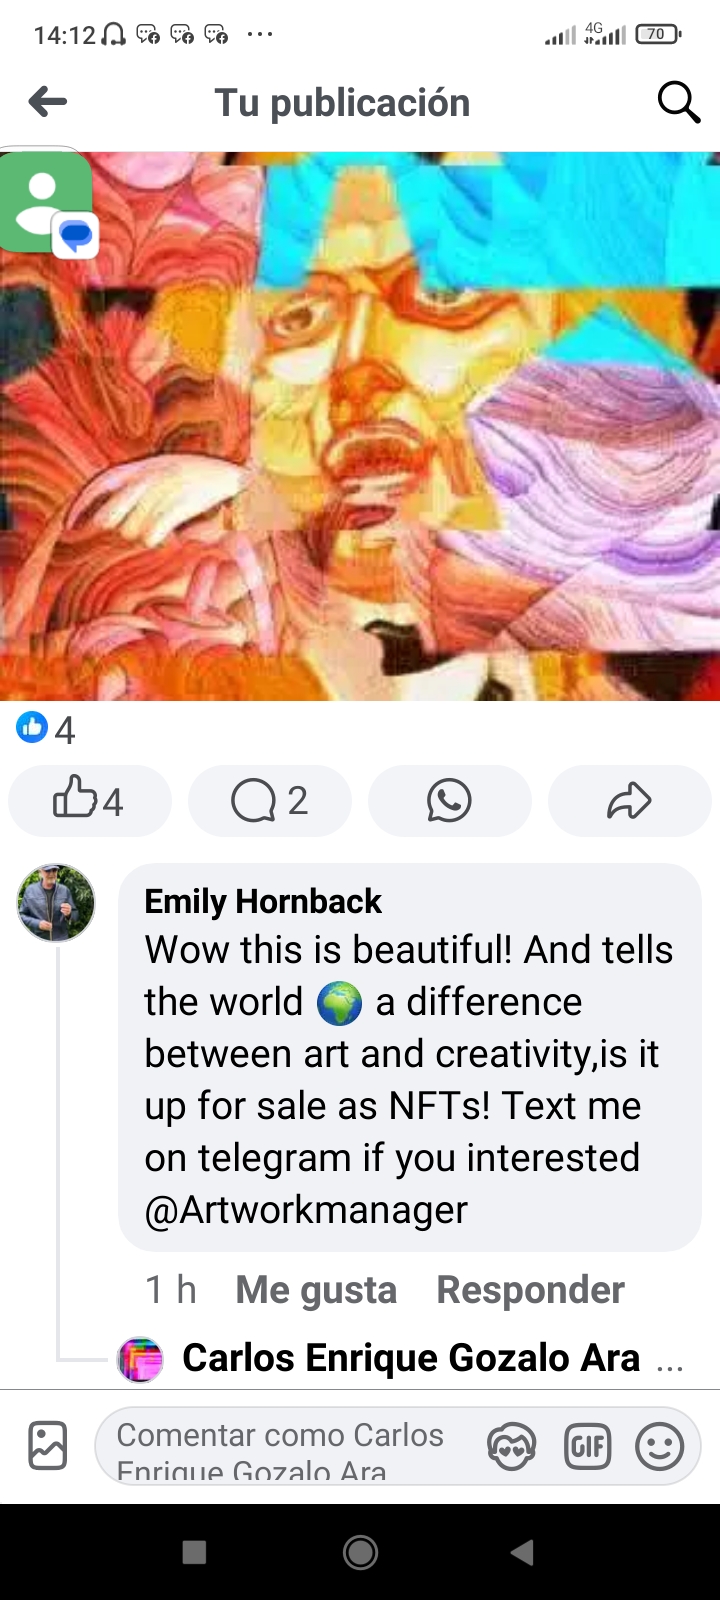 14:12 4G 70
Tu publicación
4
4 2
Emily Hornback
Wow this is beautiful! And tells
the world 🌍 a difference
between art and creativity,is it
up for sale as NFTs! Text me
on telegram if you interested
@Artworkmanager
1 h Me gusta Responder
Carlos Enrique Gozalo Ara ...
Comentar como Carlos
Enrique Gozalo Ara
GIF